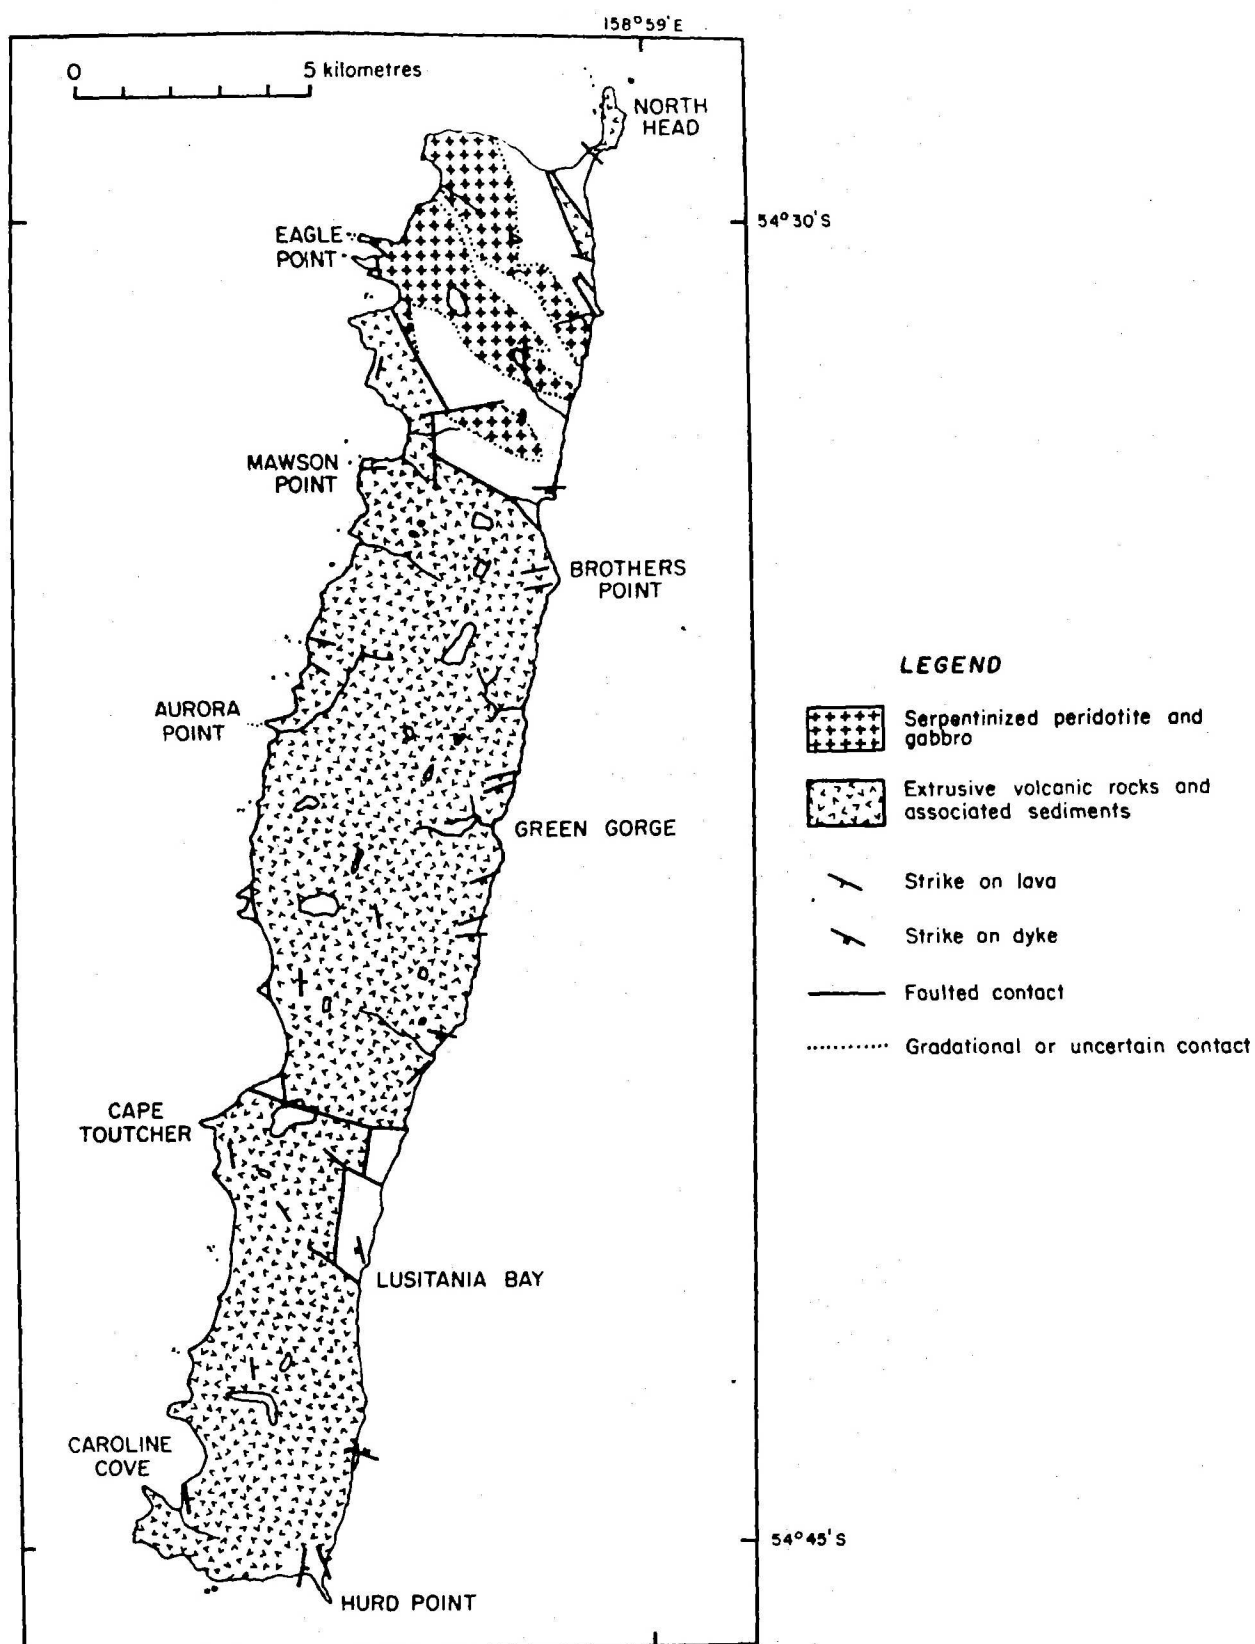 158°59'E
0 5 kilometres
NORTH
HEAD
54°30'S
EAGLE
POINT
MAWSON
POINT
BROTHERS
POINT
LEGEND
AURORA
POINT
Serpentinized peridotite and
gabbro
Extrusive volcanic rocks and
associated sediments
GREEN GORGE
Strike on lava
Strike on dyke
Faulted contact
Gradational or uncertain contact
CAPE
TOUTCHER
LUSITANIA BAY
CAROLINE
COVE
54°45'S
HURD POINT